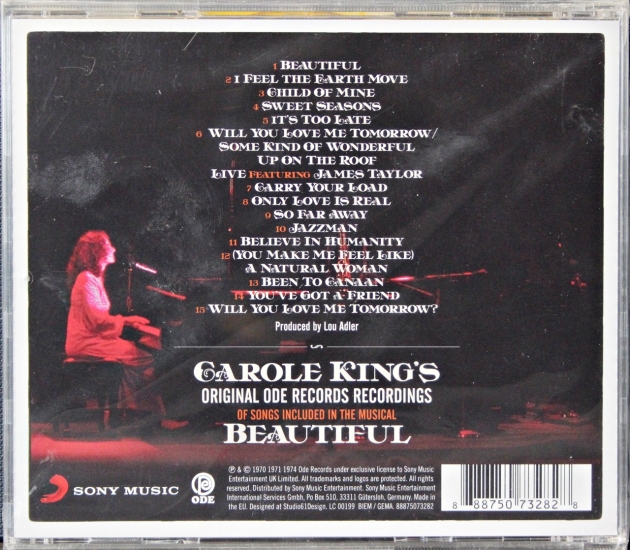 1 BEAUTIFUL
2 I FEEL THE EARTH MOVE
3 CHILD OF MINE
4 SWEET SEASONS
5 IT'S TOO LATE
6 WILL YOU LOVE ME TOMORROW/
SOME KIND OF WONDERFUL
UP ON THE ROOF
LIVE FEATURING JAMES TAYLOR
7 CARRY YOUR LOAD
8 ONLY LOVE IS REAL
9 SO FAR AWAY
10 JAZZMAN
11 BELIEVE IN HUMANITY
12 (YOU MAKE ME FEEL LIKE)
A NATURAL WOMAN
13 BEEN TO CANAAN
14 YOU'VE GOT A FRIEND
15 WILL YOU LOVE ME TOMORROW?
Produced by Lou Adler
CAROLE KING'S
ORIGINAL ODE RECORDS RECORDINGS
OF SONGS INCLUDED IN THE MUSICAL
BEAUTIFUL
SONY MUSIC
ODE
℗ & © 1970 1971 1974 Ode Records under exclusive license to Sony Music
Entertainment UK Limited. All trademarks and logos are protected. All rights
reserved. Distributed by Sony Music Entertainment. Sony Music Entertainment
International Services Gmbh, Po Box 510, 33311 Gütersloh, Germany. Made in
the EU. Designed at Studio61Design. LC 00199 BIEM / GEMA. 88875073282
8 88750 73282 8